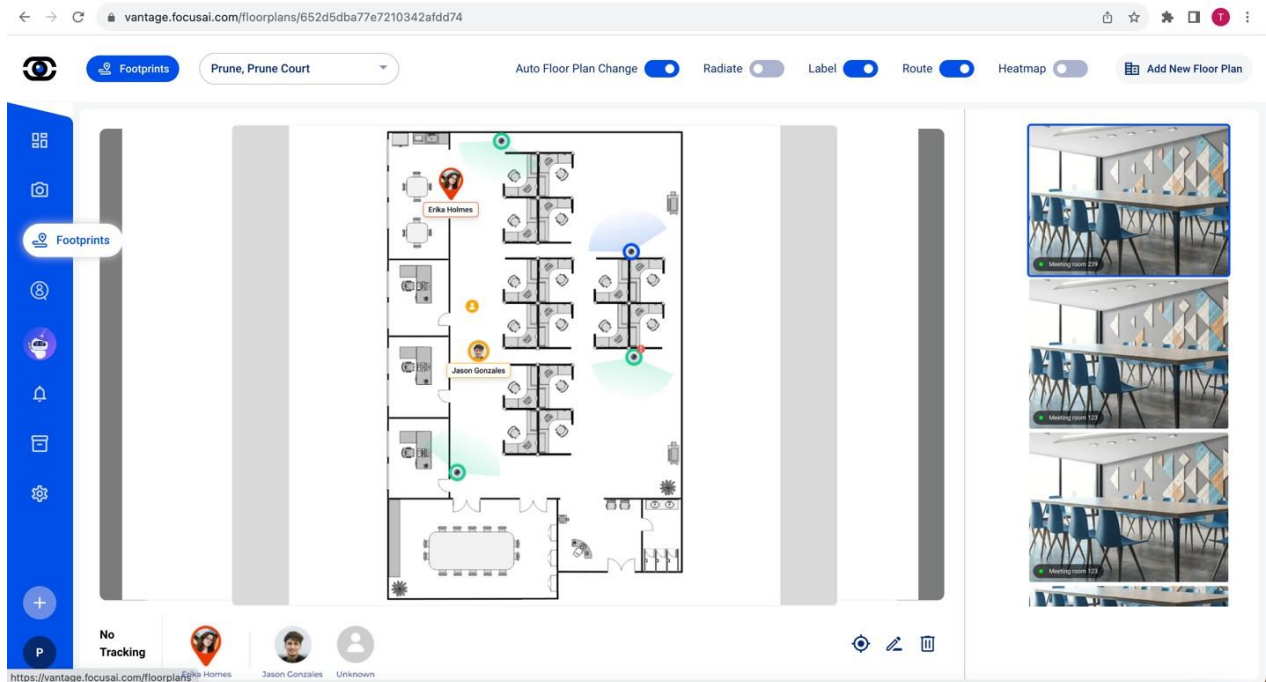 vantage.focusai.com/floorplans/652d5dba77e7210342afdd74
T
Footprints
Prune, Prune Court
Auto Floor Plan Change
Radiate
Label
Route
Heatmap
Add New Floor Plan
Footprints
Erika Holmes
Jason Gonzales
Meeting room 239
Meeting room 123
Meeting room 123
No
Tracking
P
Erika Homes
Jason Gonzales
Unknown
https://vantage.focusai.com/floorplans